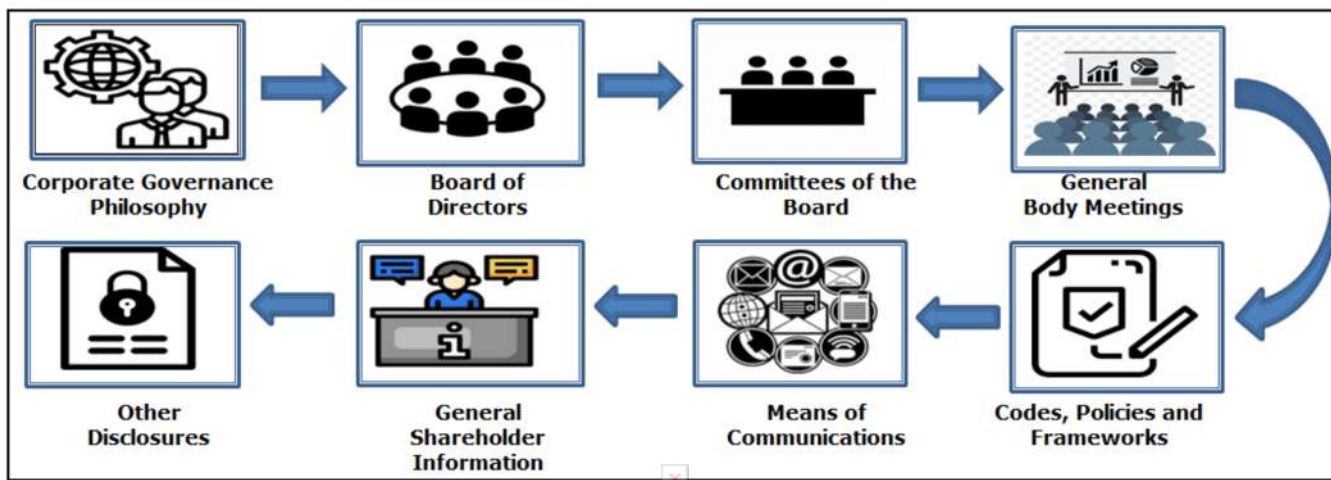 Corporate Governance
Philosophy
Board of
Directors
Committees of the
Board
General
Body Meetings
Codes, Policies and
Frameworks
Means of
Communications
General
Shareholder
Information
Other
Disclosures
@
i